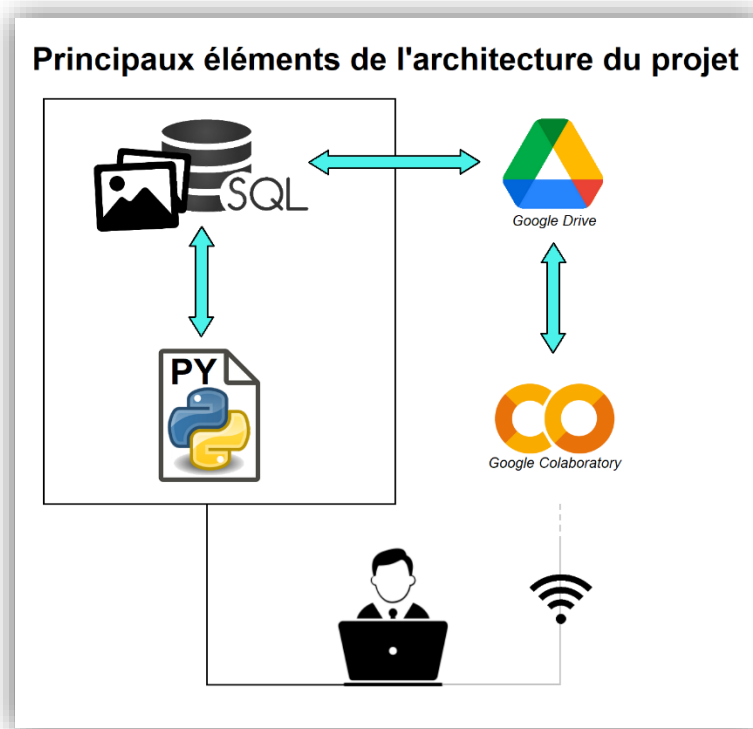 Principaux éléments de l'architecture du projet
SQL
Google Drive
PY
Google Colaboratory